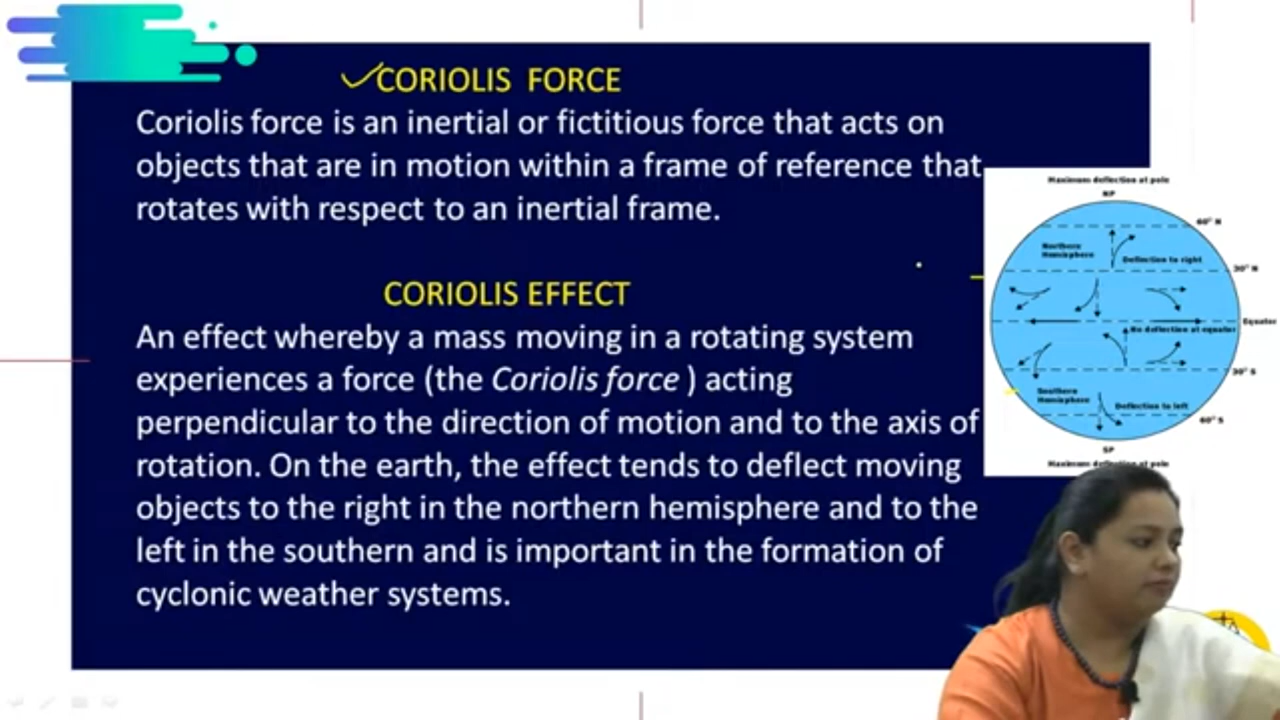 CORIOLIS FORCE
Coriolis force is an inertial or fictitious force that acts on
objects that are in motion within a frame of reference that
rotates with respect to an inertial frame.
CORIOLIS EFFECT
An effect whereby a mass moving in a rotating system
experiences a force (the Coriolis force ) acting
perpendicular to the direction of motion and to the axis of
rotation. On the earth, the effect tends to deflect moving
objects to the right in the northern hemisphere and to the
left in the southern and is important in the formation of
cyclonic weather systems.
Maximum deflection at pole
NP
60° N
Northern
Hemisphere
Deflection to right
30° N
No deflection at equator
Equator
30° S
Southern
Hemisphere
Deflection to left
60° S
SP
Maximum deflection at pole